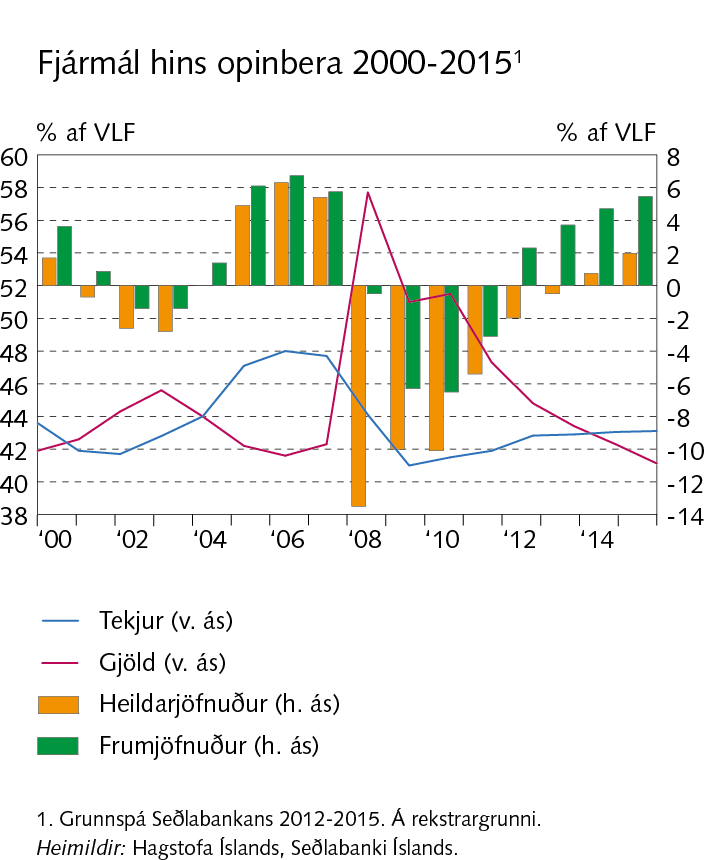 Fjármál hins opinbera 2000-2015¹
% af VLF % af VLF
60 8
58 6
56 4
54 2
52 0
50 -2
48 -4
46 -6
44 -8
42 -10
40 -12
38 -14
‘00 ‘02 ‘04 ‘06 ‘08 ‘10 ‘12 ‘14
Tekjur (v. ás)
Gjöld (v. ás)
Heildarjöfnuður (h. ás)
Frumjöfnuður (h. ás)
1. Grunnspá Seðlabankans 2012-2015. Á rekstrargrunni.
Heimildir: Hagstofa Íslands, Seðlabanki Íslands.